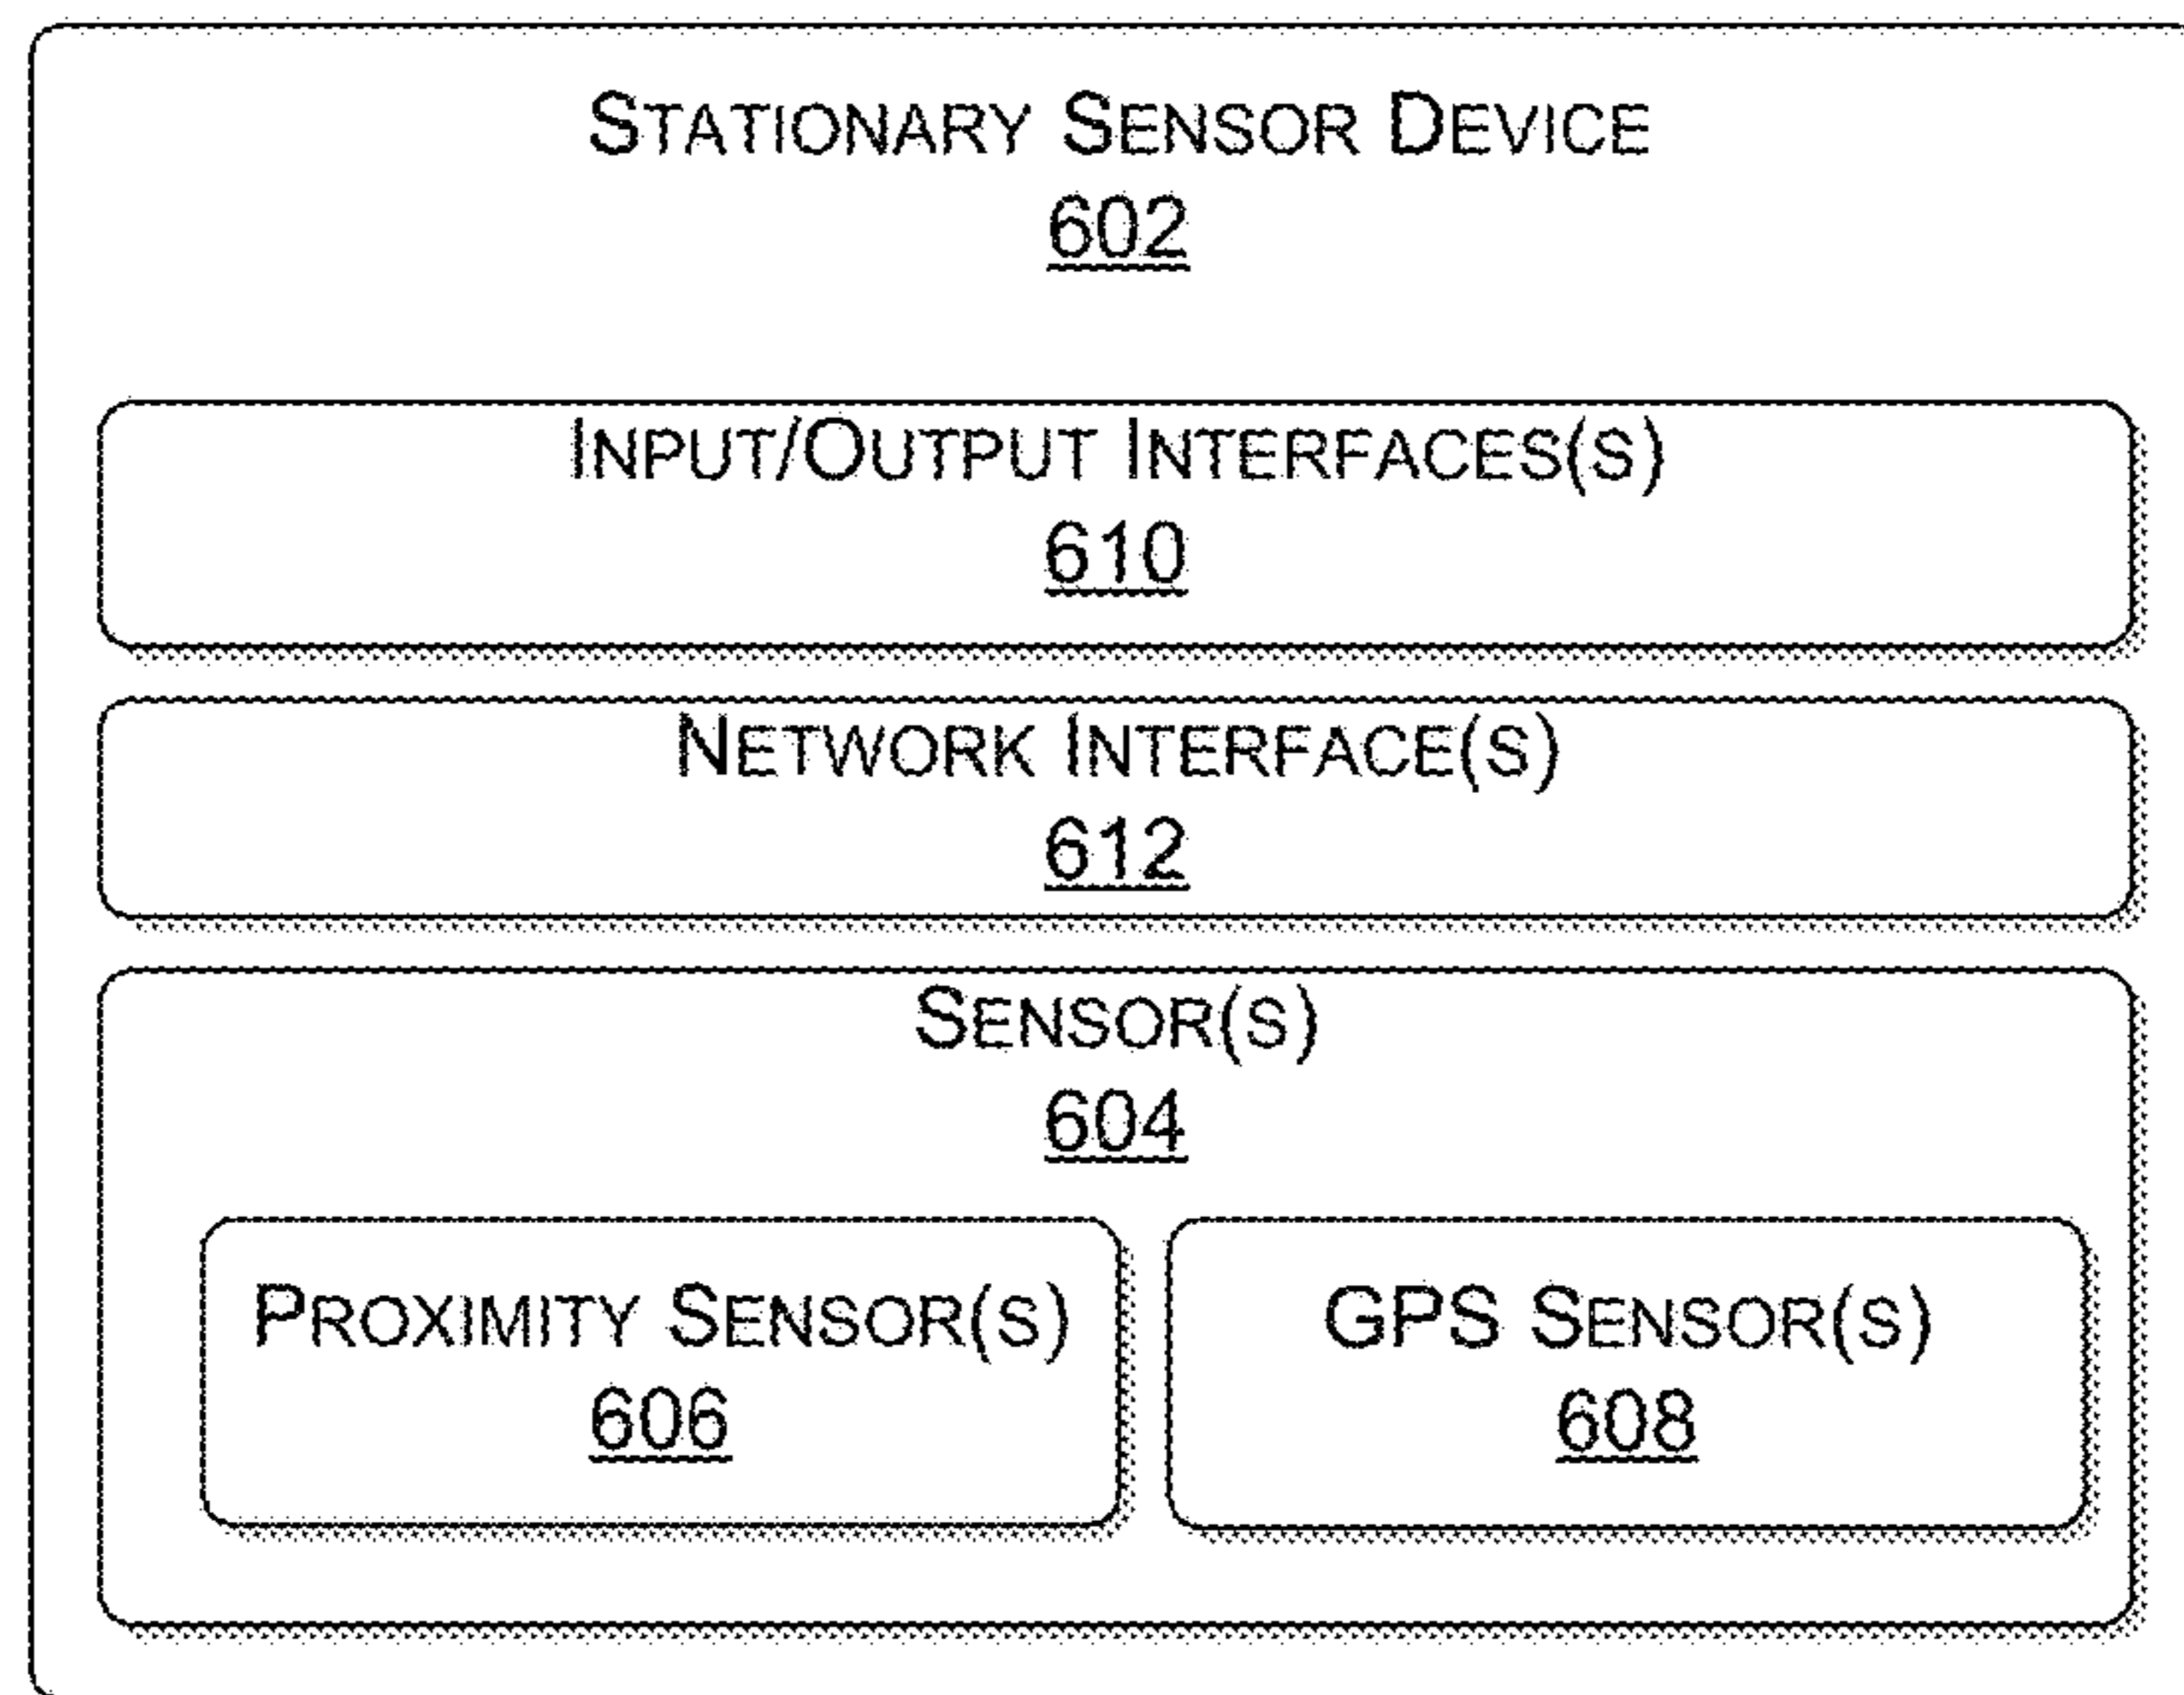 STATIONARY SENSOR DEVICE
602
INPUT/OUTPUT INTERFACES(S)
610
NETWORK INTERFACE(S)
612
SENSOR(S)
604
PROXIMITY SENSOR(S)
606
GPS SENSOR(S)
608